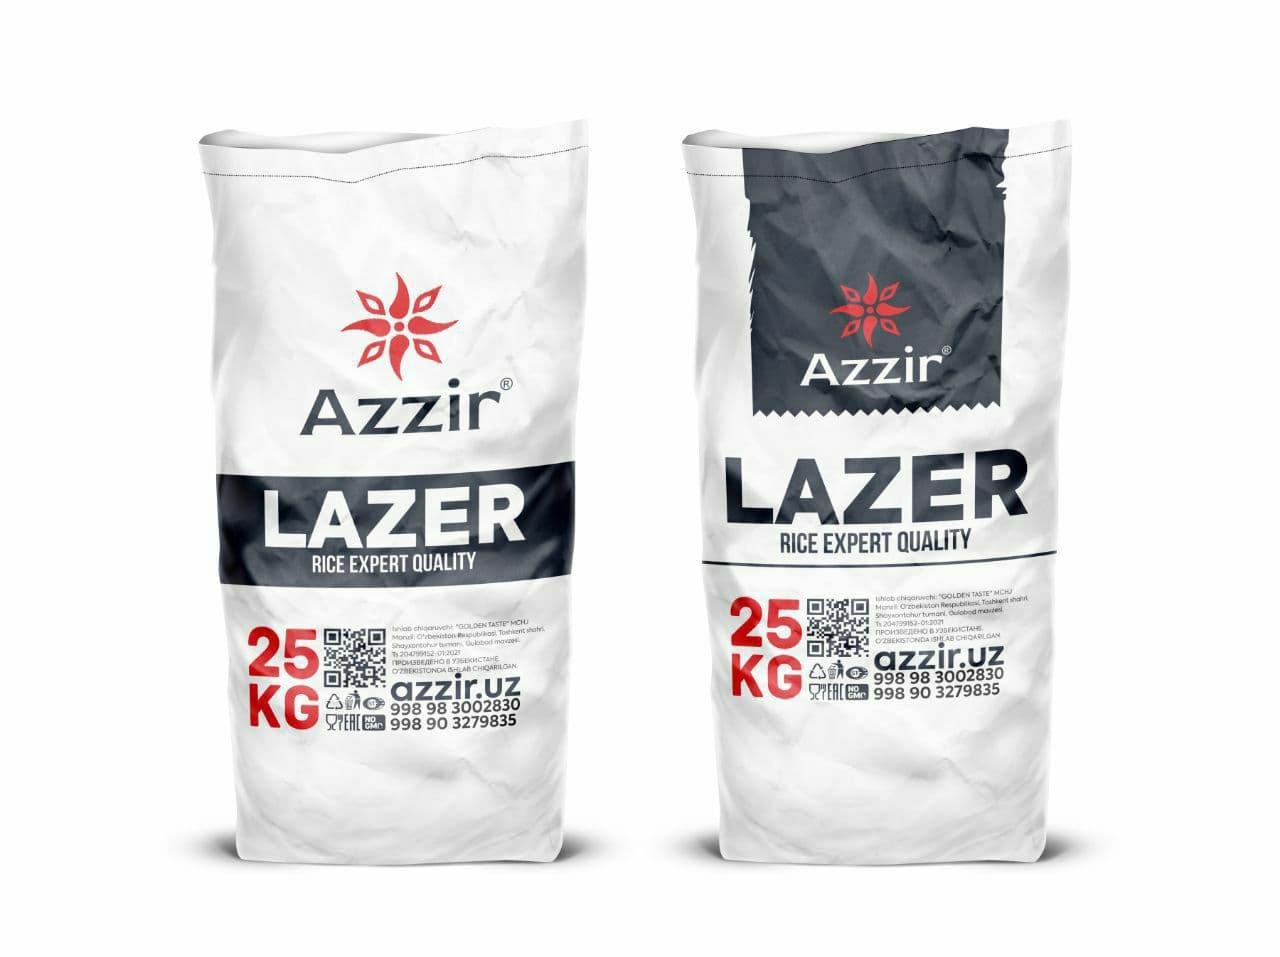 Azzir®
LAZER
RICE EXPERT QUALITY
25
KG
Ishlab chiqaruvchi: "GOLDEN TASTE" MCHJ
Manzil: O'zbekiston Respublikasi, Toshkent shahri,
Shayxontohur tumani, Gulobod mavzesi.
Ts 204799152-01:2021
ПРОИЗВЕДЕНО В УЗБЕКИСТАНЕ.
O'ZBEKISTONDA ISHLAB CHIQARILGAN.
azzir.uz
998 98 3002830
998 90 3279835
EAC
NO
GMO
Azzir®
LAZER
RICE EXPERT QUALITY
25
KG
Ishlab chiqaruvchi: "GOLDEN TASTE" MCHJ
Manzil: O'zbekiston Respublikasi, Toshkent shahri,
Shayxontohur tumani, Gulobod mavzesi.
Ts 204799152-01:2021
ПРОИЗВЕДЕНО В УЗБЕКИСТАНЕ.
O'ZBEKISTONDA ISHLAB CHIQARILGAN.
azzir.uz
998 98 3002830
998 90 3279835
EAC
NO
GMO